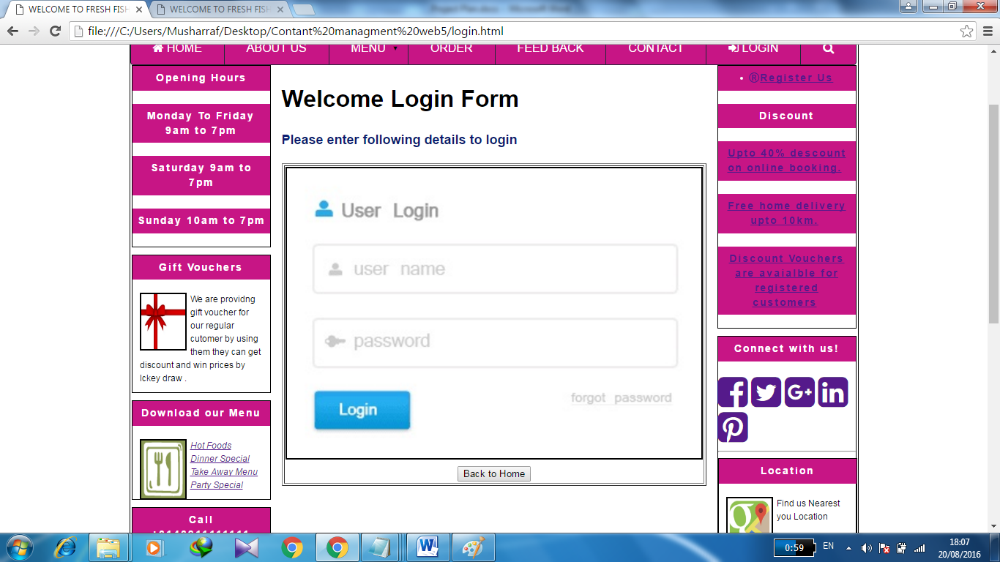 WELCOME TO FRESH FISH
WELCOME TO FRESH FISH
file:///C:/Users/Musharraf/Desktop/Contant%20managment%20web5/login.html
HOME ABOUT US MENU ORDER FEED BACK CONTACT LOGIN
Opening Hours
Monday To Friday
9am to 7pm
Saturday 9am to
7pm
Sunday 10am to 7pm
Gift Vouchers
We are providng
gift voucher for
our regular
cutomer by using
them they can get
discount and win prices by
lckey draw .
Download our Menu
Hot Foods
Dinner Special
Take Away Menu
Party Special
Call
Welcome Login Form
Please enter following details to login
User Login
user name
password
Login
forgot password
Back to Home
®Register Us
Discount
Upto 40% descount
on online booking.
Free home delivery
upto 10km.
Discount Vouchers
are avaialble for
registered
customers
Connect with us!
Location
Find us Nearest
you Location
0:59
EN
18:07
20/08/2016